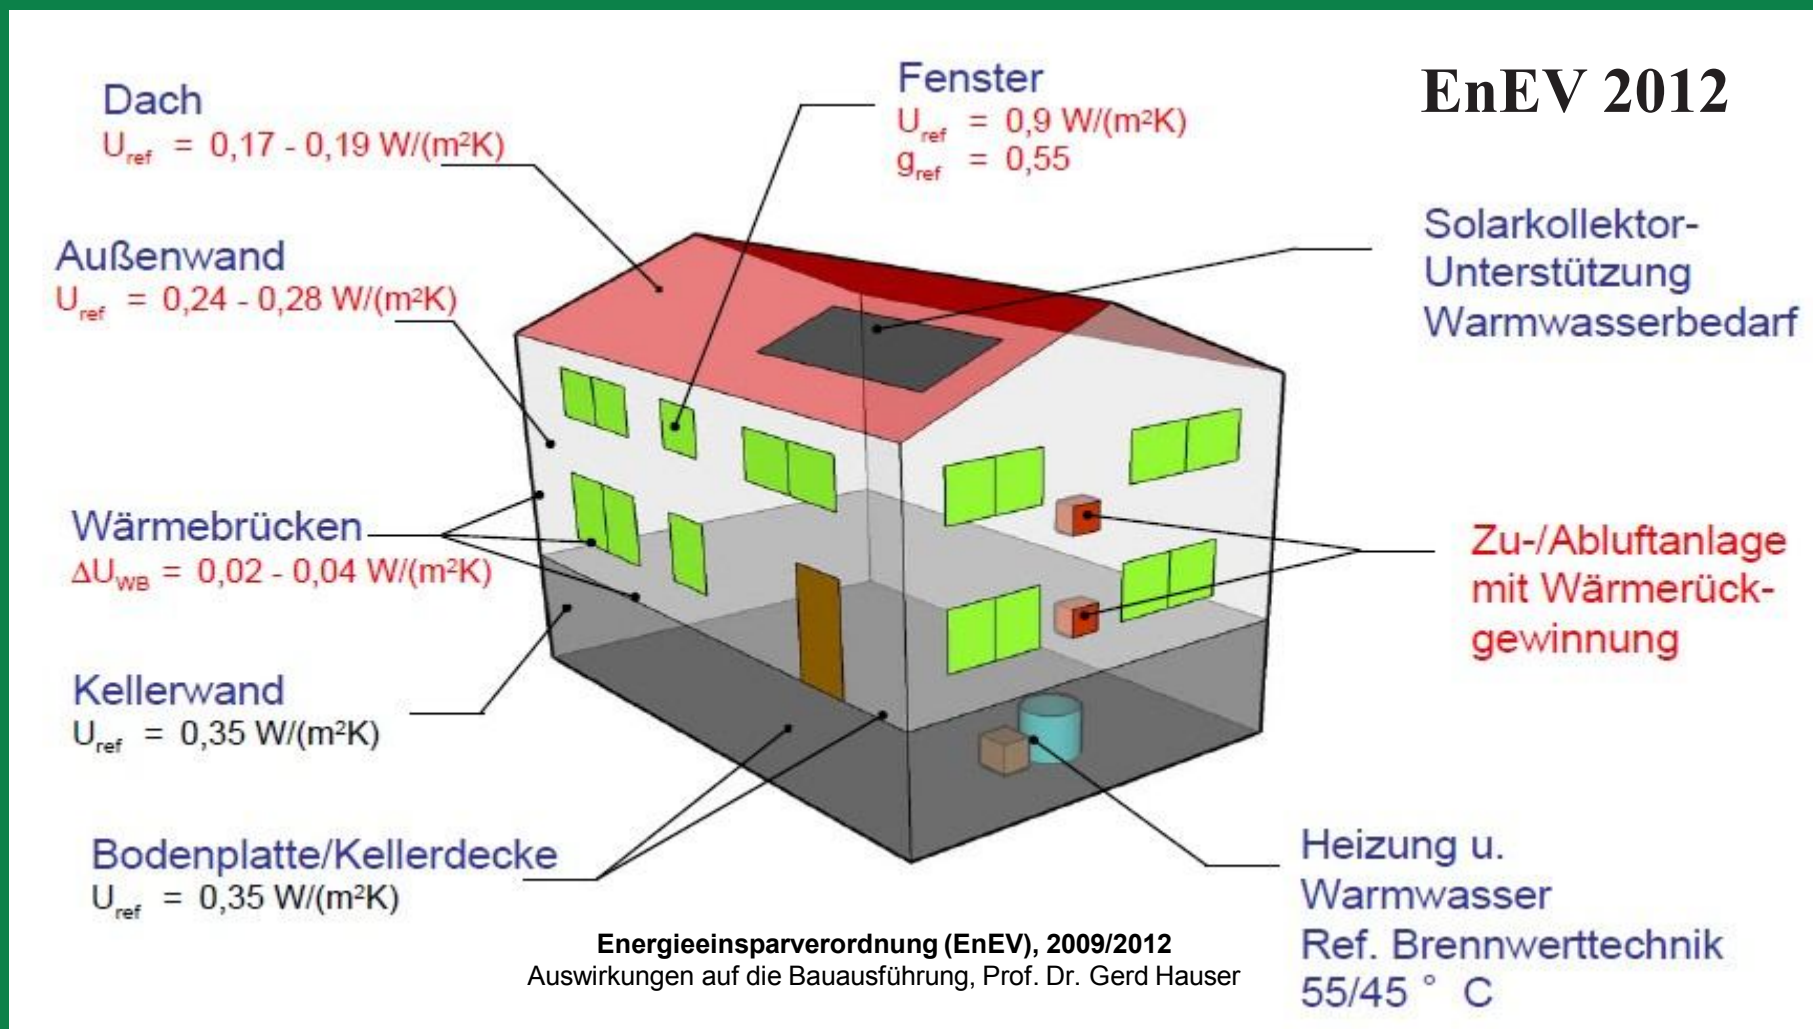 EnEV 2012
Dach
Uref = 0,17 - 0,19 W/(m²K)
Fenster
Uref = 0,9 W/(m²K)
gref = 0,55
Außenwand
Uref = 0,24 - 0,28 W/(m²K)
Solarkollektor-
Unterstützung
Warmwasserbedarf
Wärmebrücken
ΔUWB = 0,02 - 0,04 W/(m²K)
Zu-/Abluftanlage
mit Wärmerück-
gewinnung
Kellerwand
Uref = 0,35 W/(m²K)
Bodenplatte/Kellerdecke
Uref = 0,35 W/(m²K)
Heizung u.
Warmwasser
Ref. Brennwerttechnik
55/45 ° C
Energieeinsparverordnung (EnEV), 2009/2012
Auswirkungen auf die Bauausführung, Prof. Dr. Gerd Hauser